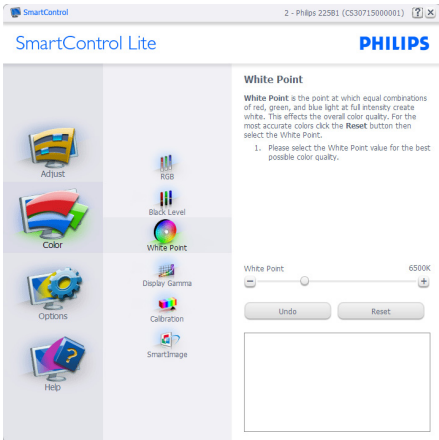 SmartControl
2 - Philips 225B1 (CS30715000001)
SmartControl Lite
PHILIPS
Adjust
Color
Options
Help
RGB
Black Level
White Point
Display Gamma
Calibration
SmartImage
White Point
White Point is the point at which equal combinations
of red, green, and blue light at full intensity create
white. This effects the overall color quality. For the
most accurate colors click the Reset button then
select the White Point.
1. Please select the White Point value for the best
possible color quality.
White Point 6500K
Undo Reset